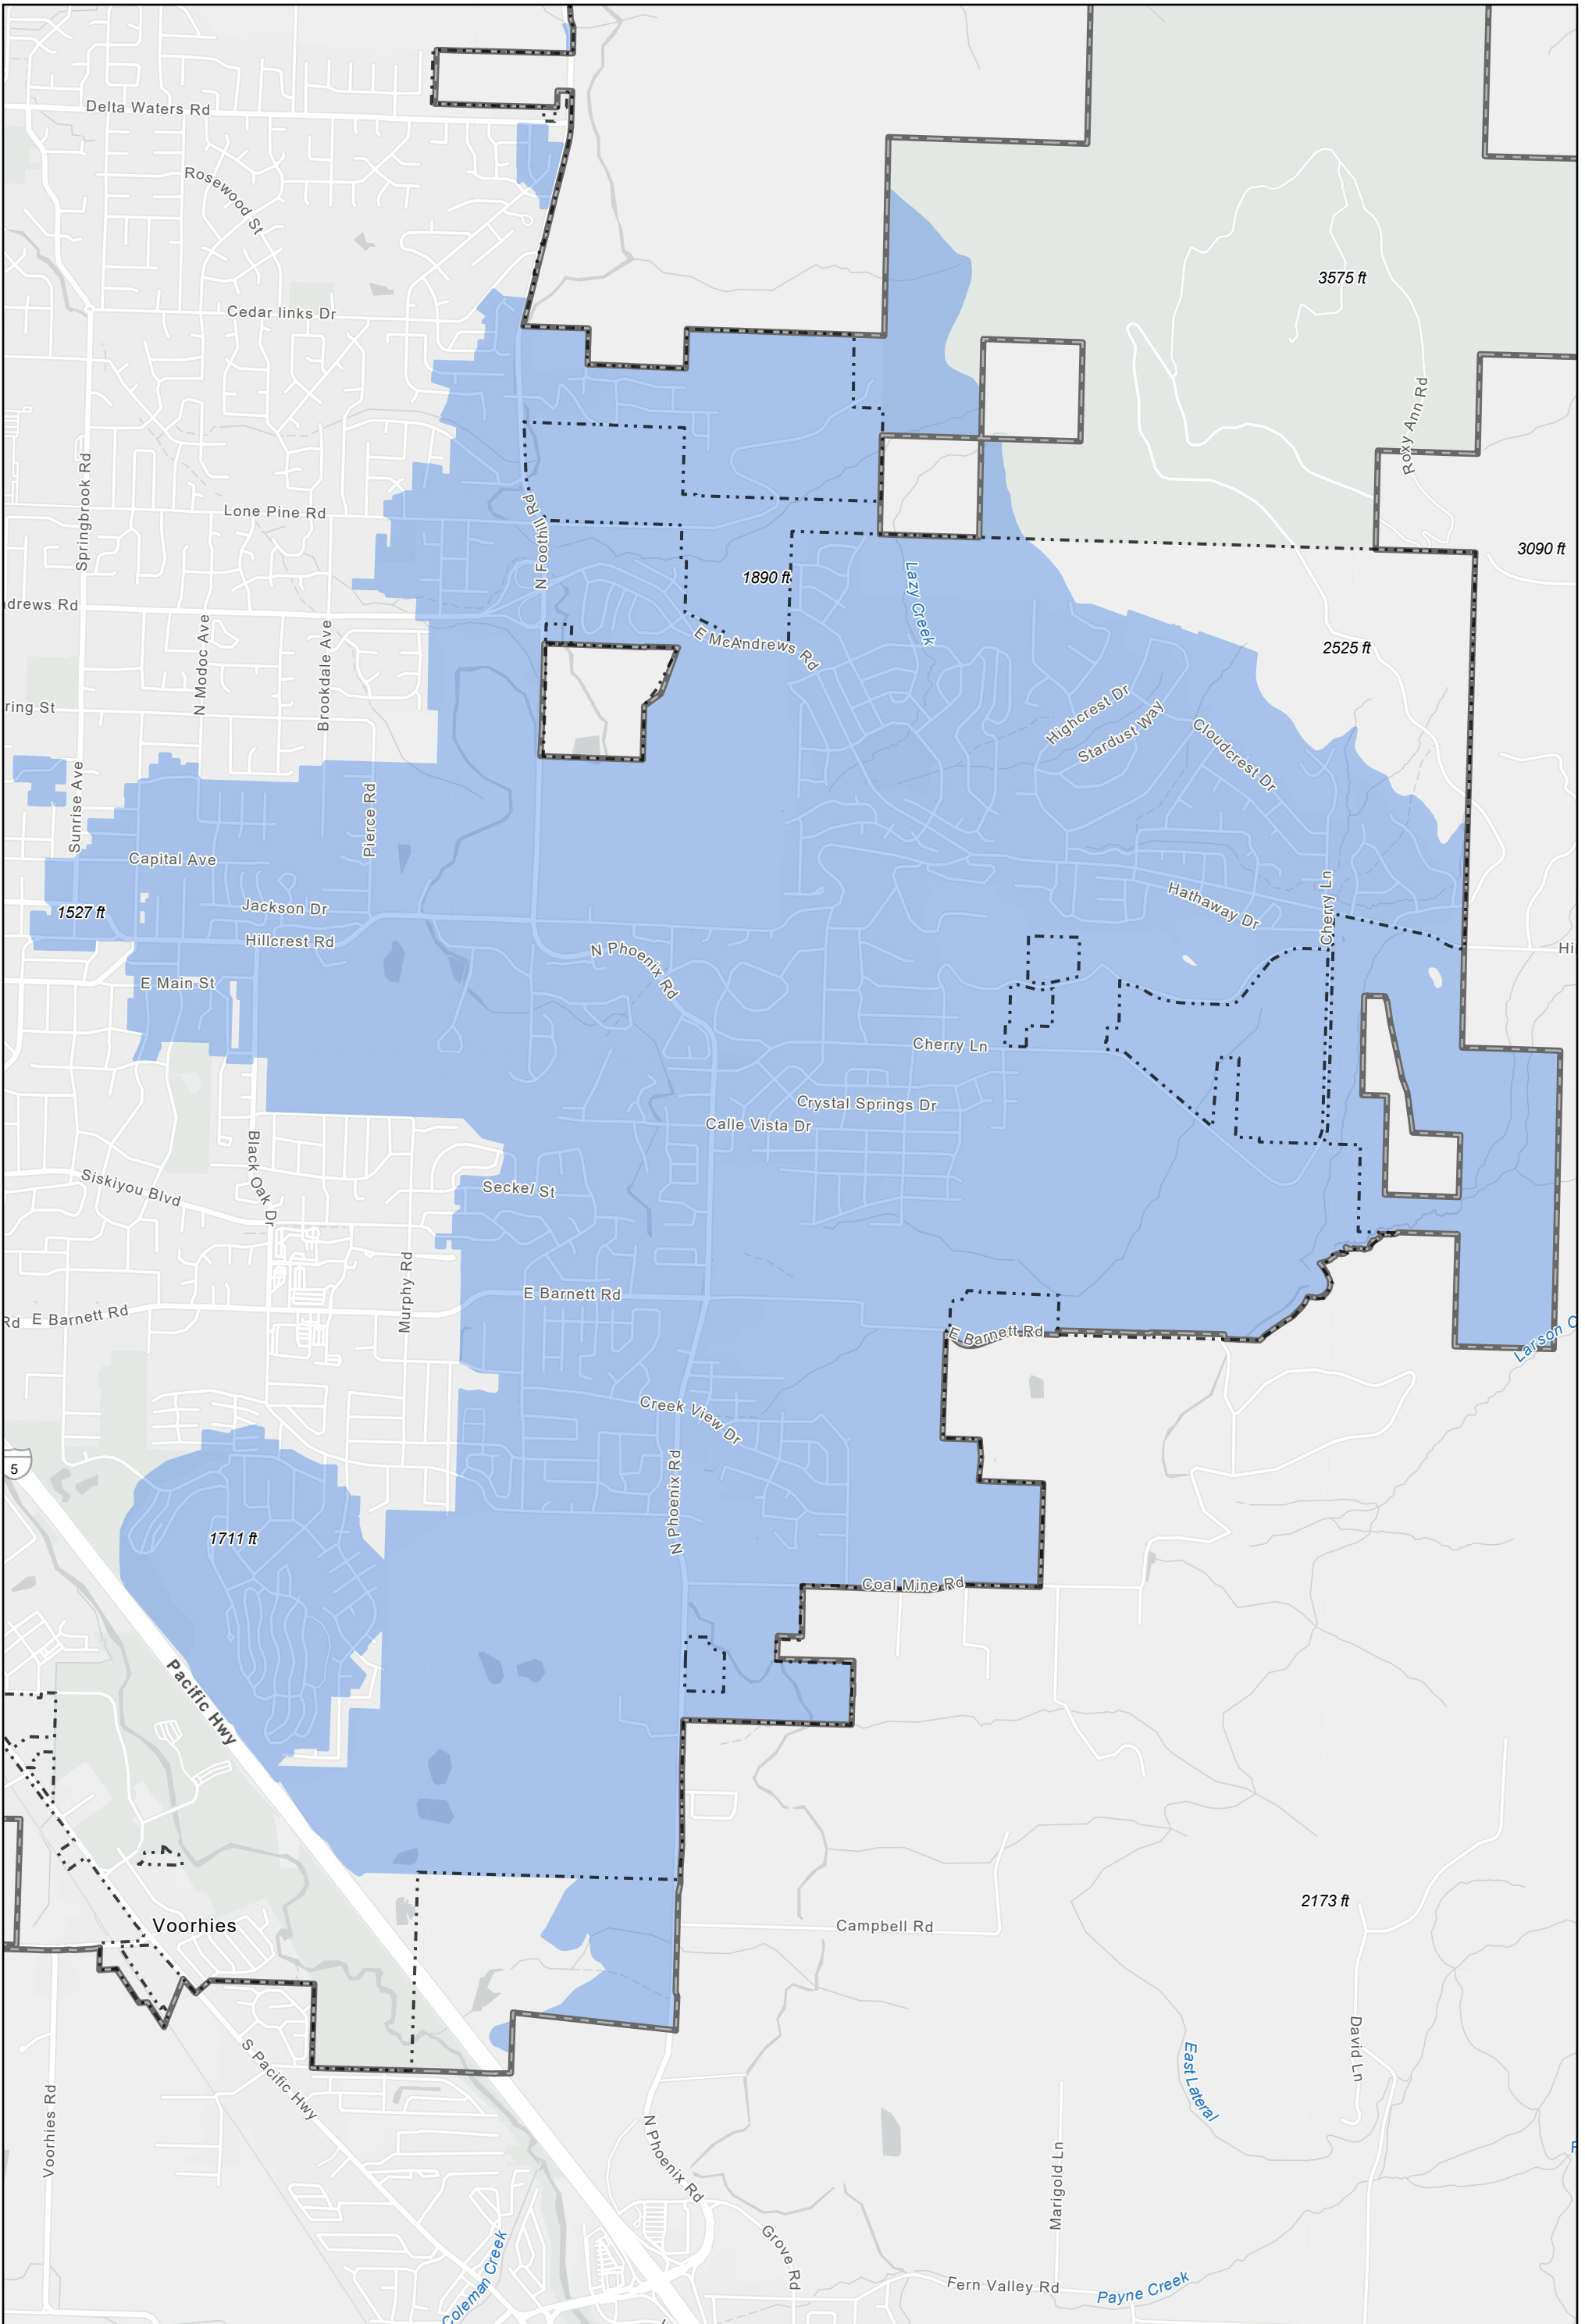 Delta Waters Rd
Rosewood St
3575 ft
Cedar links Dr
Roxy Ann Rd
Springbrook Rd
Lone Pine Rd
N Foothill Rd
3090 ft
1890 ft
Lazy Creek
drews Rd
N Modoc Ave
Brookdale Ave
E McAndrews Rd
2525 ft
ring St
Highcrest Dr
Stardust Way
Cloudcrest Dr
Sunrise Ave
Pierce Rd
Capital Ave
1527 ft
Jackson Dr
Hathaway Dr
Cherry Ln
Hillcrest Rd
N Phoenix Rd
Hi
E Main St
Cherry Ln
Crystal Springs Dr
Calle Vista Dr
Black Oak Dr
Siskiyou Blvd
Seckel St
Murphy Rd
E Barnett Rd
Rd
E Barnett Rd
E Barnett Rd
Larson C
Creek View Dr
5
N Phoenix Rd
1711 ft
Coal Mine Rd
Pacific Hwy
2173 ft
Voorhies
Campbell Rd
S Pacific Hwy
David Ln
East Lateral
Voorhies Rd
N Phoenix Rd
Marigold Ln
Grove Rd
Coleman Creek
Fern Valley Rd
Payne Creek